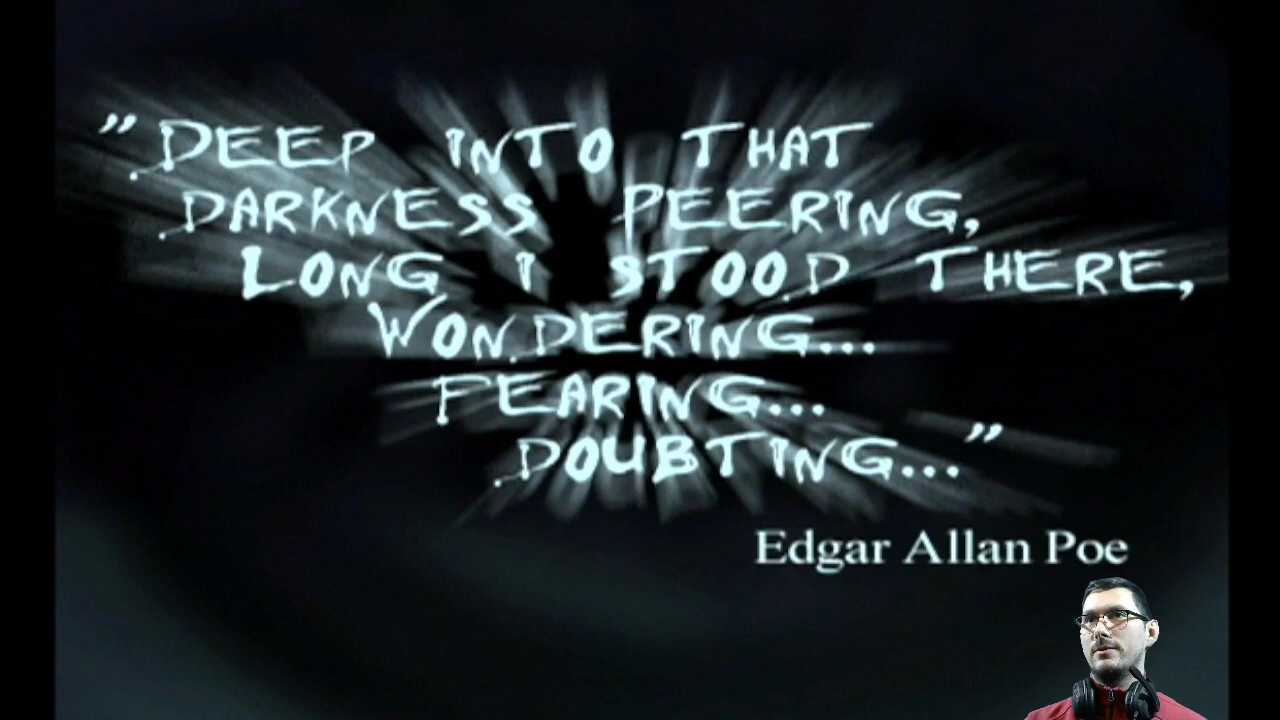 "DEEP INTO THAT
DARKNESS PEERING,
LONG I STOOD THERE,
WONDERING...
FEARING...
DOUBTING..."
Edgar Allan Poe